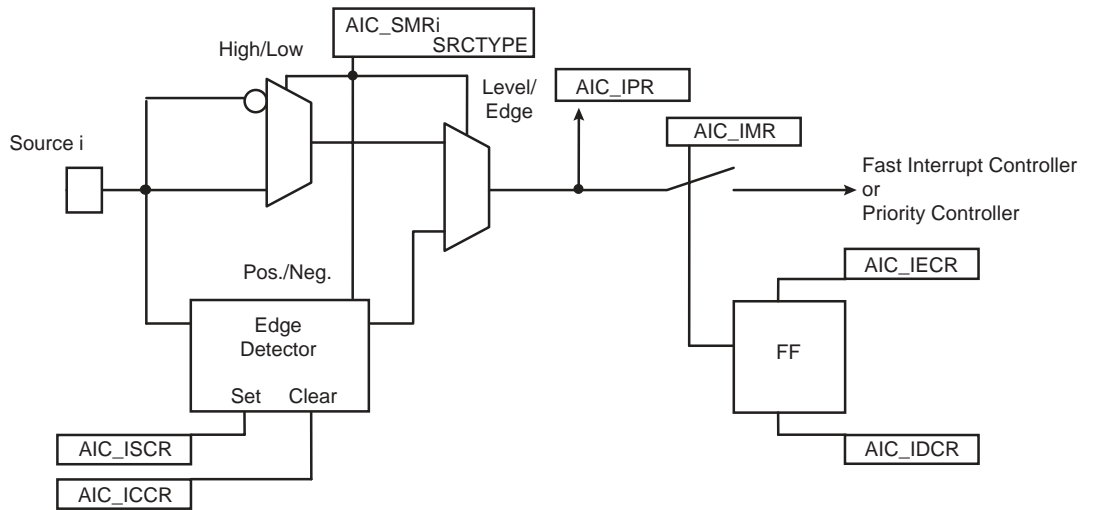 AIC_SMRi
SRCTYPE
High/Low
Level/
Edge
AIC_IPR
AIC_IMR
Source i
Fast Interrupt Controller
or
Priority Controller
Pos./Neg.
AIC_IECR
Edge
Detector
FF
Set Clear
AIC_ISCR
AIC_IDCR
AIC_ICCR